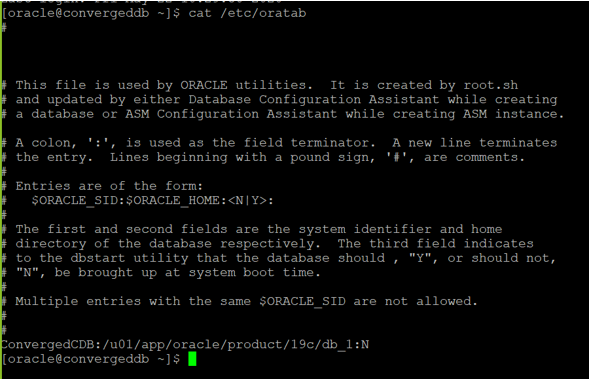 [oracle@convergeddb ~]$ cat /etc/oratab
#
# This file is used by ORACLE utilities.  It is created by root.sh
# and updated by either Database Configuration Assistant while creating
# a database or ASM Configuration Assistant while creating ASM instance.
# A colon, ':', is used as the field terminator.  A new line terminates
# the entry.  Lines beginning with a pound sign, '#', are comments.
#
# Entries are of the form:
#   $ORACLE_SID:$ORACLE_HOME:<N|Y>:
#
# The first and second fields are the system identifier and home
# directory of the database respectively.  The third field indicates
# to the dbstart utility that the database should , "Y", or should not,
# "N", be brought up at system boot time.
#
# Multiple entries with the same $ORACLE_SID are not allowed.
#
#
ConvergedCDB:/u01/app/oracle/product/19c/db_1:N
[oracle@convergeddb ~]$